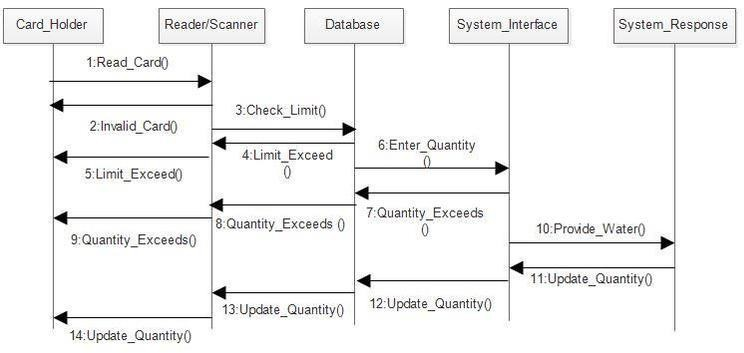 Card_Holder
Reader/Scanner
Database
System_Interface
System_Response
1:Read_Card()
2:Invalid_Card()
3:Check_Limit()
4:Limit_Exceed
()
5:Limit_Exceed()
6:Enter_Quantity
()
7:Quantity_Exceeds
()
8:Quantity_Exceeds ()
9:Quantity_Exceeds()
10:Provide_Water()
11:Update_Quantity()
12:Update_Quantity()
13:Update_Quantity()
14:Update_Quantity()